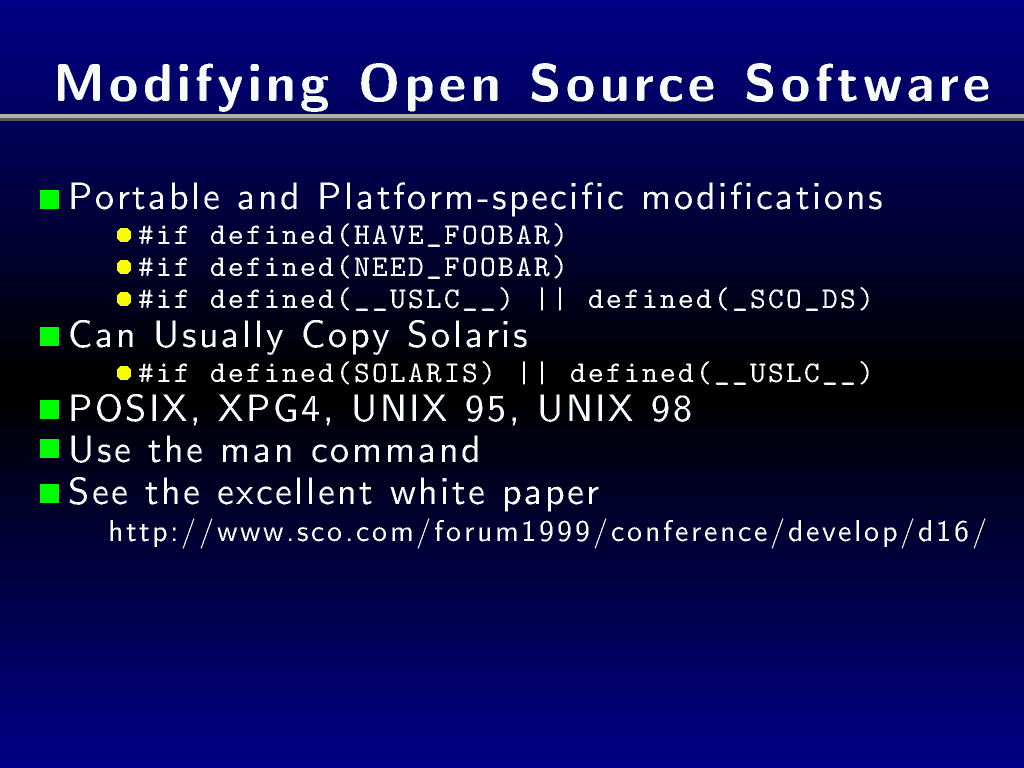 Modifying Open Source Software
Portable and Platform-specific modifications
#if defined(HAVE_FOOBAR)
#if defined(NEED_FOOBAR)
#if defined(__USLC__) || defined(_SCO_DS)
Can Usually Copy Solaris
#if defined(SOLARIS) || defined(__USLC__)
POSIX, XPG4, UNIX 95, UNIX 98
Use the man command
See the excellent white paper
http://www.sco.com/forum1999/conference/develop/d16/